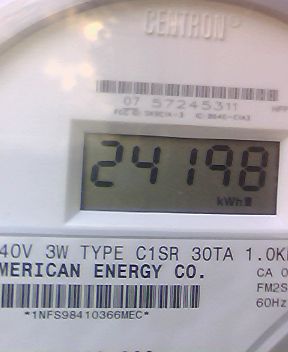 CENTRON®
07 57245311
24198
kWh
40V 3W TYPE C1SR 30TA 1.0K
MERICAN ENERGY CO.
CA 0
FM2S
60Hz
*1NFS98410366MEC*